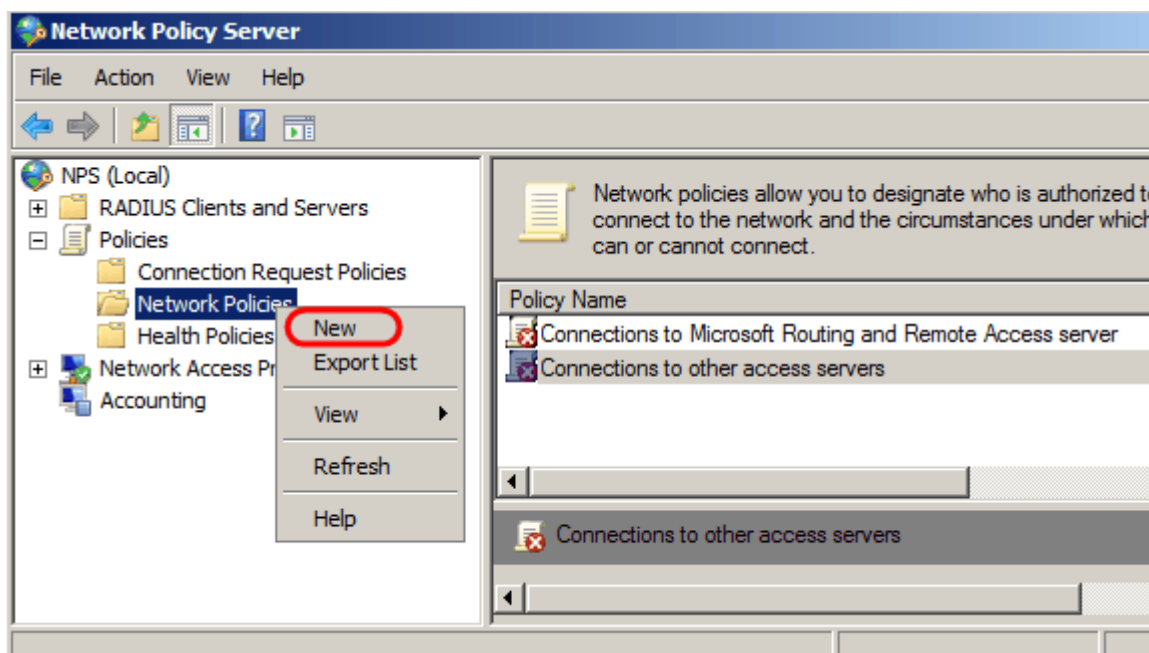 Network Policy Server
File Action View Help
NPS (Local)
RADIUS Clients and Servers
Policies
Connection Request Policies
Network Policies
Health Policies
Network Access Pr
Accounting
New
Export List
View
Refresh
Help
Network policies allow you to designate who is authorized t
connect to the network and the circumstances under which
can or cannot connect.
Policy Name
Connections to Microsoft Routing and Remote Access server
Connections to other access servers
Connections to other access servers